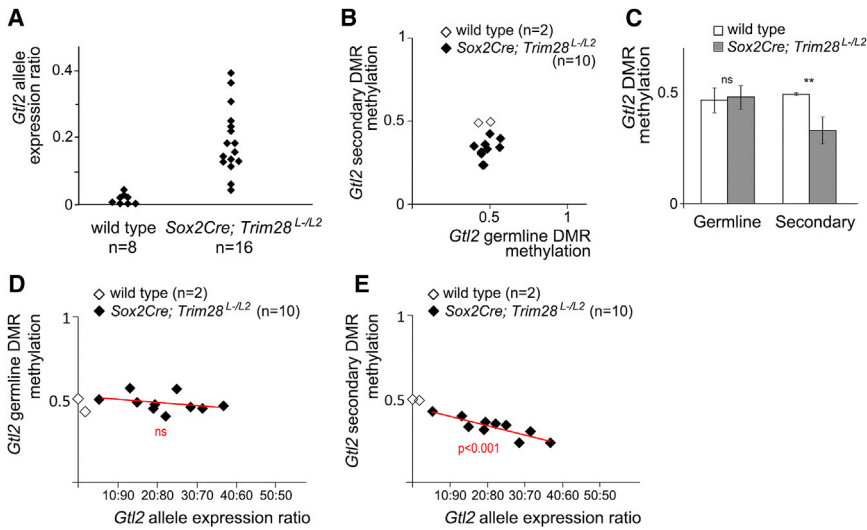 A
Gtl2 allele
expression ratio
0.4
0.2
0
wild type
n=8
Sox2Cre; Trim28 L-/L2
n=16
B
wild type (n=2)
Sox2Cre; Trim28 L-/L2
(n=10)
Gtl2 secondary DMR
methylation
1
0.5
0
0.5
1
Gtl2 germline DMR
methylation
C
wild type
Sox2Cre; Trim28 L-/L2
Gtl2 DMR
methylation
0.5
0
ns
**
Germline
Secondary
D
wild type (n=2)
Sox2Cre; Trim28 L-/L2 (n=10)
Gtl2 germline DMR
methylation
1
0.5
ns
10:90 20:80 30:70 40:60 50:50
Gtl2 allele expression ratio
E
wild type (n=2)
Sox2Cre; Trim28 L-/L2 (n=10)
Gtl2 secondary DMR
methylation
1
0.5
p<0.001
10:90 20:80 30:70 40:60 50:50
Gtl2 allele expression ratio